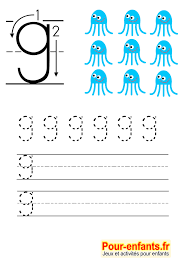 1
g 2
g g g g g g
g
g
Pour-enfants.fr
Jeux et activités pour enfants